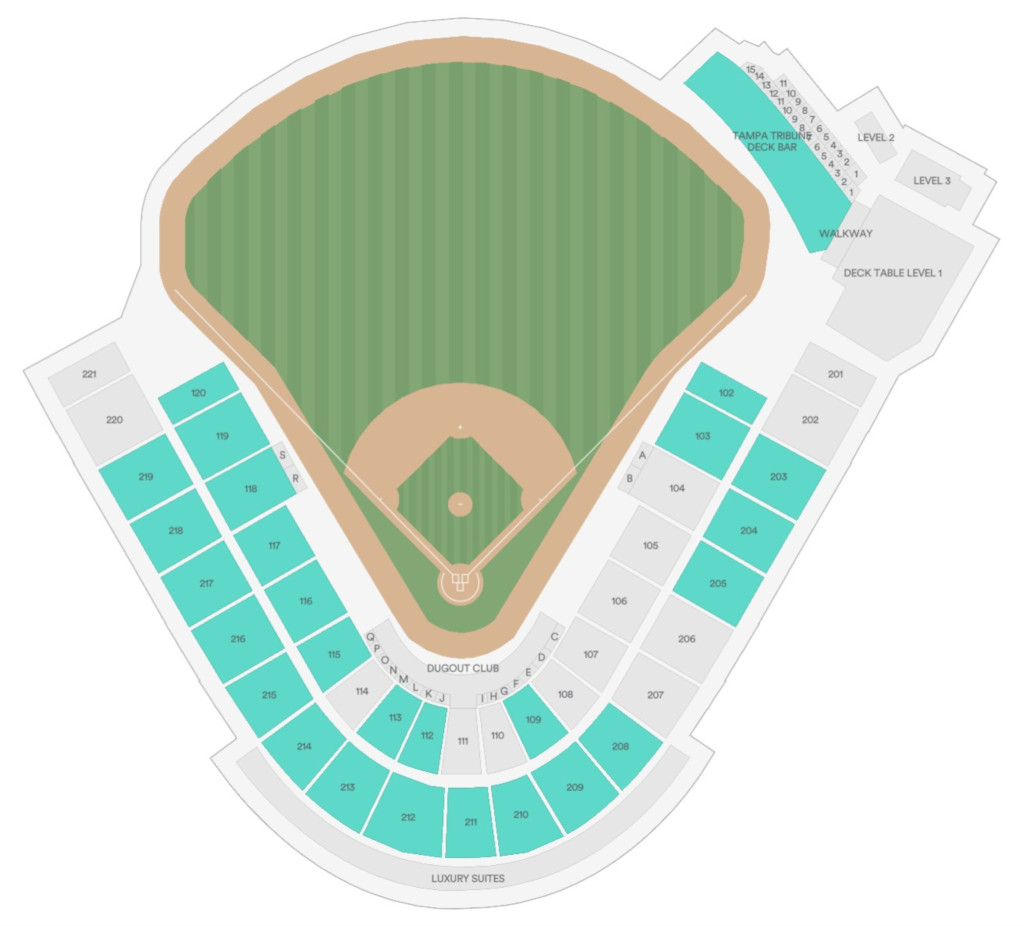 15
14
13
12
11
10
9
8
7
6
5
4
3
2
1
11
10
9
8
7
6
5
4
3
2
1
TAMPA TRIBUNE
DECK BAR
LEVEL 2
LEVEL 3
WALKWAY
DECK TABLE LEVEL 1
221
220
219
218
217
216
215
214
213
212
211
210
209
208
207
206
205
204
203
202
201
120
119
118
117
116
115
114
113
112
111
110
109
108
107
106
105
104
103
102
S
R
A
B
Q
P
O
N
M
L
K
J
I
H
G
F
E
D
C
DUGOUT CLUB
LUXURY SUITES